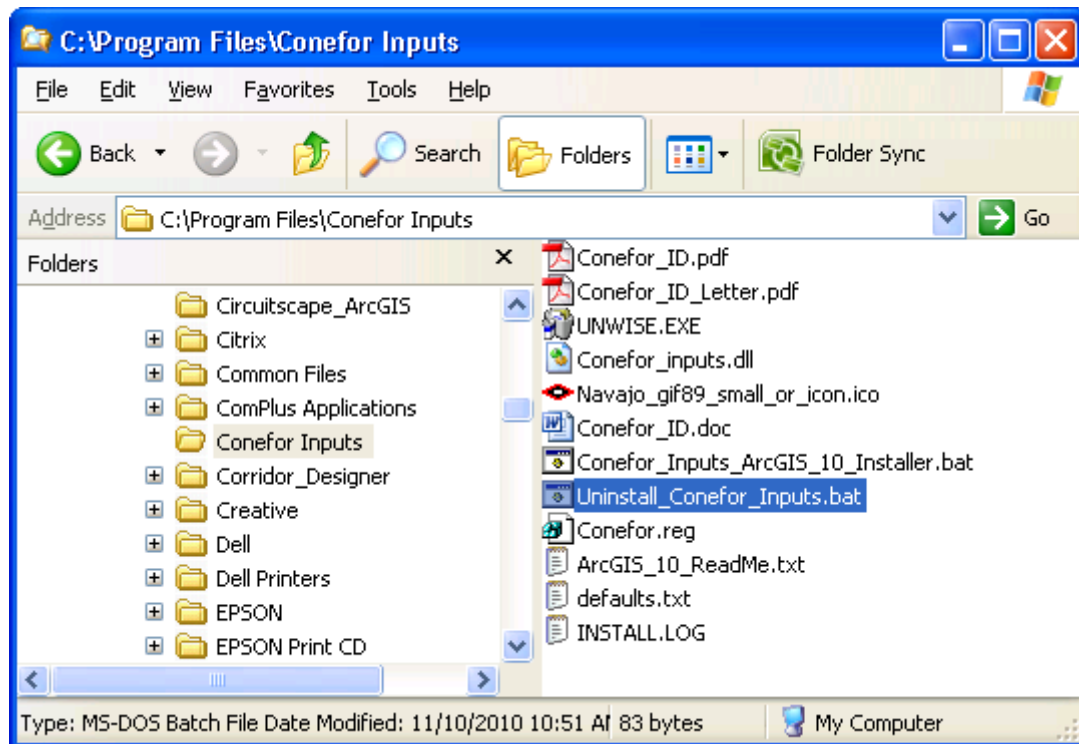 C:\Program Files\Conefor Inputs
File Edit View Favorites Tools Help
Back Search Folders Folder Sync
Address C:\Program Files\Conefor Inputs Go
Folders
Circuitscape_ArcGIS
Citrix
Common Files
ComPlus Applications
Conefor Inputs
Corridor_Designer
Creative
Dell
Dell Printers
EPSON
EPSON Print CD
Conefor_ID.pdf
Conefor_ID_Letter.pdf
UNWISE.EXE
Conefor_inputs.dll
Navajo_gif89_small_or_icon.ico
Conefor_ID.doc
Conefor_Inputs_ArcGIS_10_Installer.bat
Uninstall_Conefor_Inputs.bat
Conefor.reg
ArcGIS_10_ReadMe.txt
defaults.txt
INSTALL.LOG
Type: MS-DOS Batch File Date Modified: 11/10/2010 10:51 AM 83 bytes My Computer